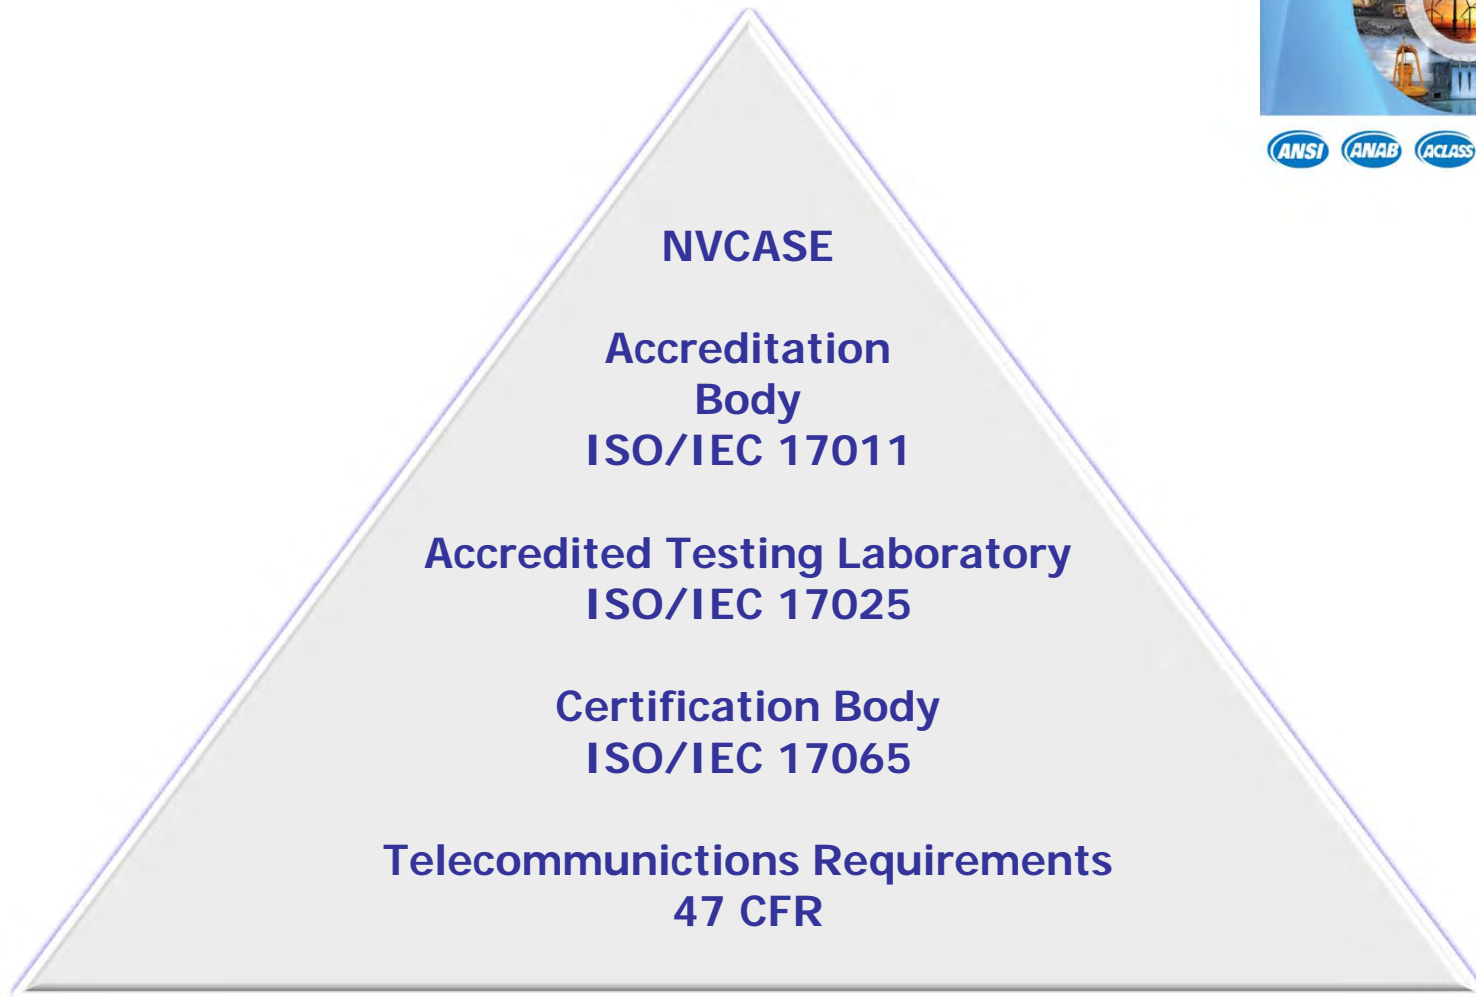 ANSI ANAB ACLASS
NVCASE
Accreditation
Body
ISO/IEC 17011
Accredited Testing Laboratory
ISO/IEC 17025
Certification Body
ISO/IEC 17065
Telecommunictions Requirements
47 CFR